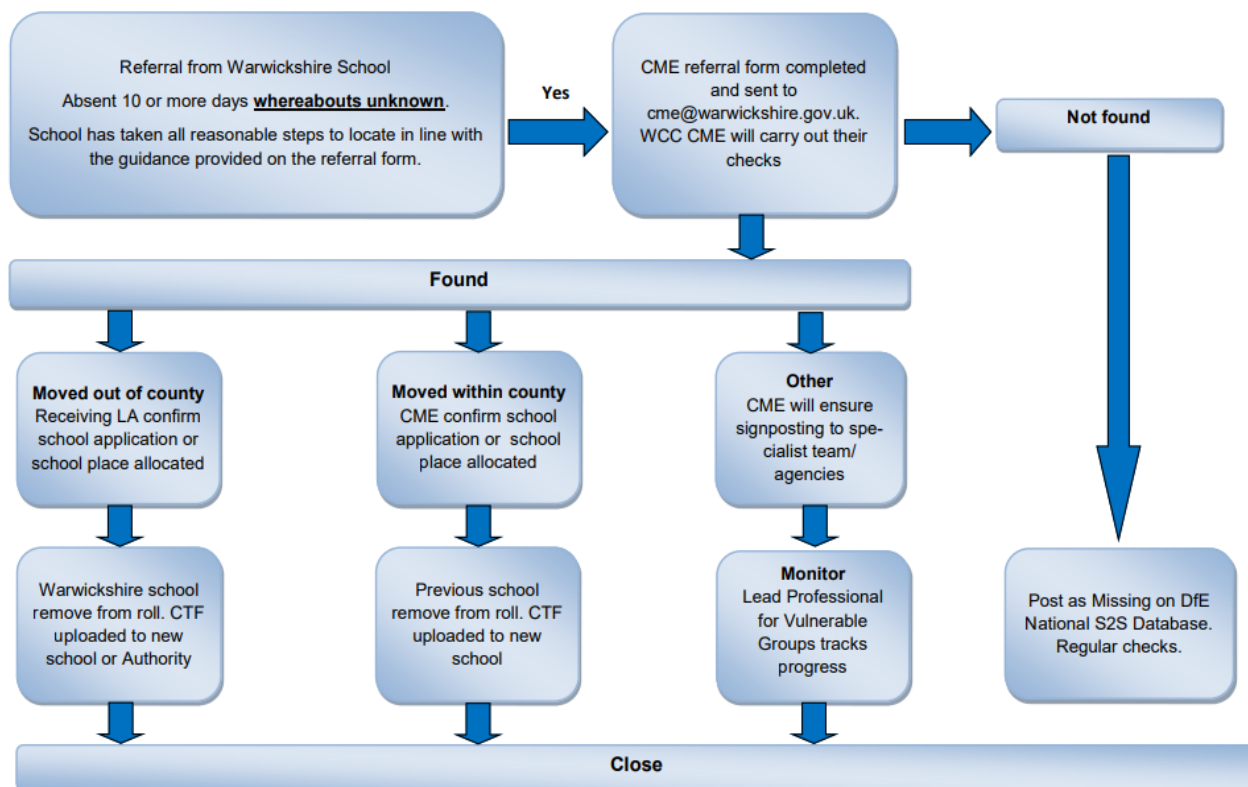 Referral from Warwickshire School
Absent 10 or more days whereabouts unknown.
School has taken all reasonable steps to locate in line with
the guidance provided on the referral form.
Yes
CME referral form completed
and sent to
cme@warwickshire.gov.uk.
WCC CME will carry out their
checks
Not found
Found
Moved out of county
Receiving LA confirm
school application or
school place allocated
Moved within county
CME confirm school
application or school
place allocated
Other
CME will ensure
signposting to spe-
cialist team/
agencies
Warwickshire school
remove from roll. CTF
uploaded to new
school or Authority
Previous school
remove from roll. CTF
uploaded to new
school
Monitor
Lead Professional
for Vulnerable
Groups tracks
progress
Post as Missing on DfE
National S2S Database.
Regular checks.
Close